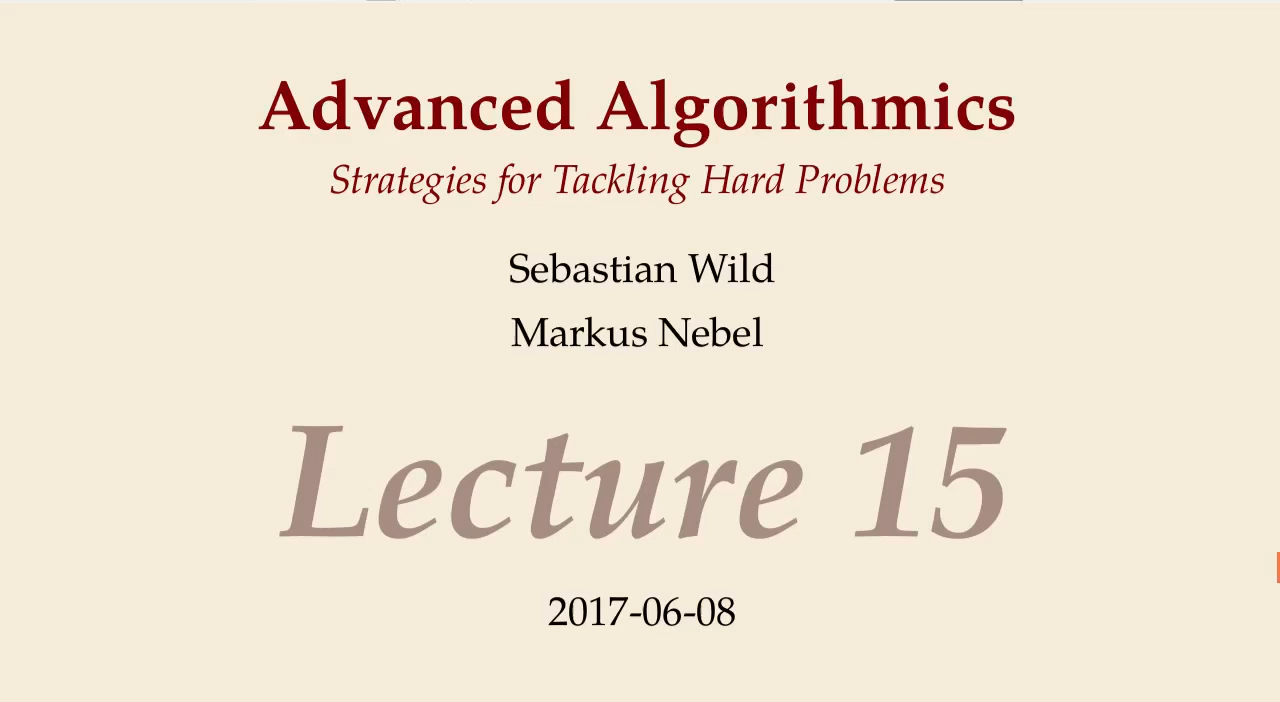 Advanced Algorithmics
Strategies for Tackling Hard Problems
Sebastian Wild
Markus Nebel
Lecture 15
2017-06-08